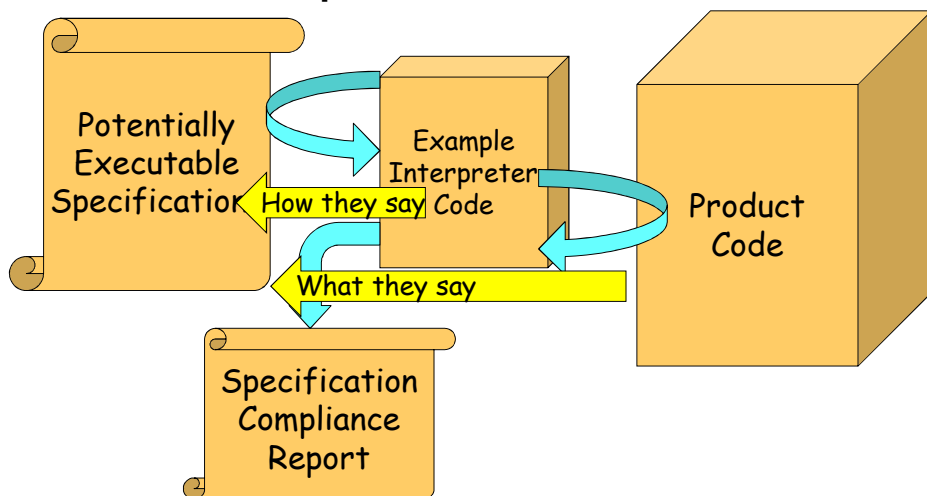 Potentially
Executable
Specification
Example
Interpreter
Code
Product
Code
How they say
What they say
Specification
Compliance
Report